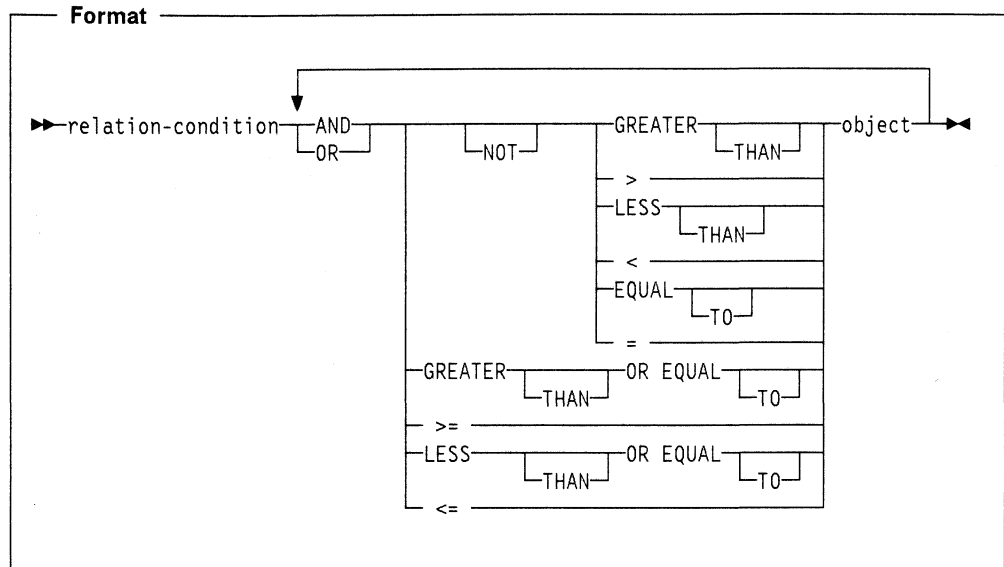 Format
relation-condition AND GREATER object
OR NOT THAN
>
LESS
THAN
<
EQUAL
TO
=
GREATER OR EQUAL
THAN TO
>=
LESS OR EQUAL
THAN TO
<=